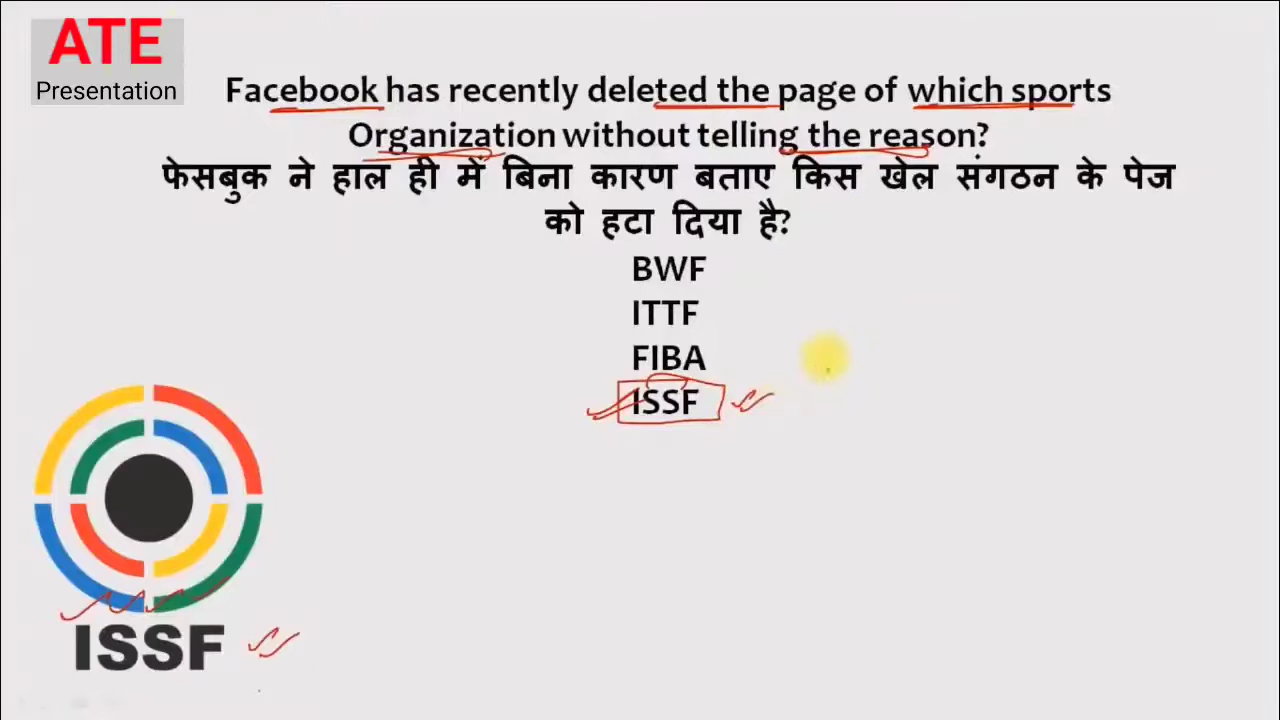 ATE
Presentation
Facebook has recently deleted the page of which sports
Organization without telling the reason?
फेसबुक ने हाल ही में बिना कारण बताए किस खेल संगठन के पेज
को हटा दिया है?
BWF
ITTF
FIBA
ISSF
ISSF